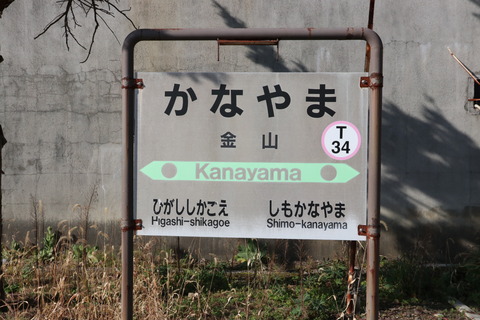 かなやま
金山
T
34
Kanayama
ひがししかごえ しもかなやま
Higashi-shikagoe Shimo-kanayama